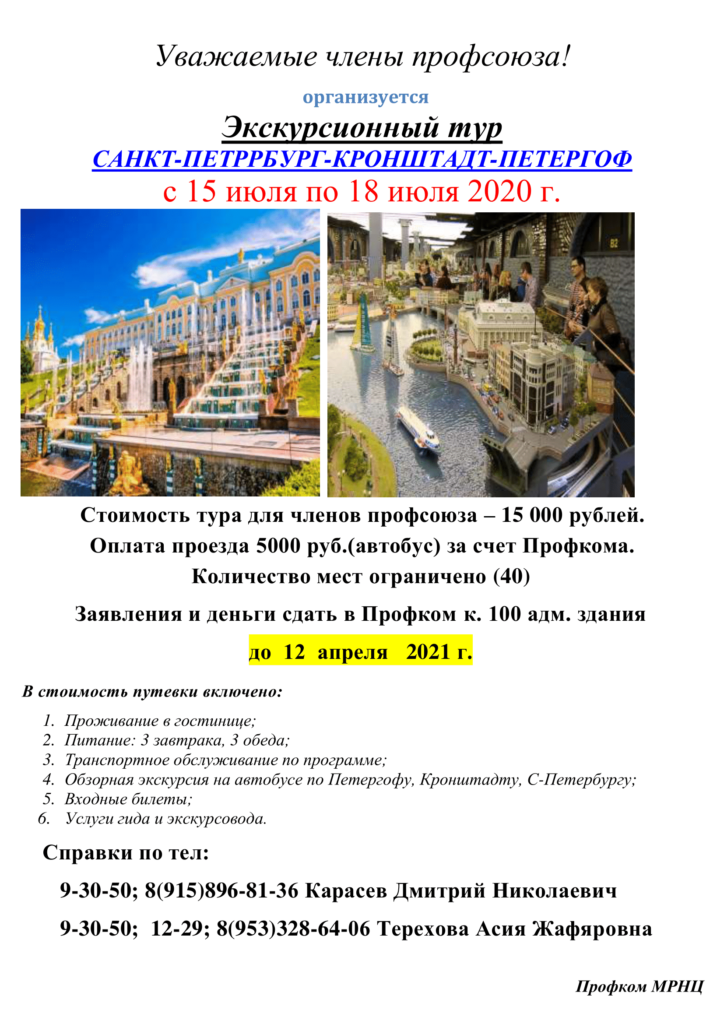 Уважаемые члены профсоюза!
организуется
Экскурсионный тур
САНКТ-ПЕТРРБУРГ-КРОНШТАДТ-ПЕТЕРГОФ
с 15 июля по 18 июля 2020 г.
B2
Стоимость тура для членов профсоюза – 15 000 рублей.
Оплата проезда 5000 руб.(автобус) за счет Профкома.
Количество мест ограничено (40)
Заявления и деньги сдать в Профком к. 100 адм. здания
до 12 апреля 2021 г.
В стоимость путевки включено:
1. Проживание в гостинице;
2. Питание: 3 завтрака, 3 обеда;
3. Транспортное обслуживание по программе;
4. Обзорная экскурсия на автобусе по Петергофу, Кронштадту, С-Петербургу;
5. Входные билеты;
6. Услуги гида и экскурсовода.
Справки по тел:
9-30-50; 8(915)896-81-36 Карасев Дмитрий Николаевич
9-30-50; 12-29; 8(953)328-64-06 Терехова Асия Жафяровна
Профком МРНЦ